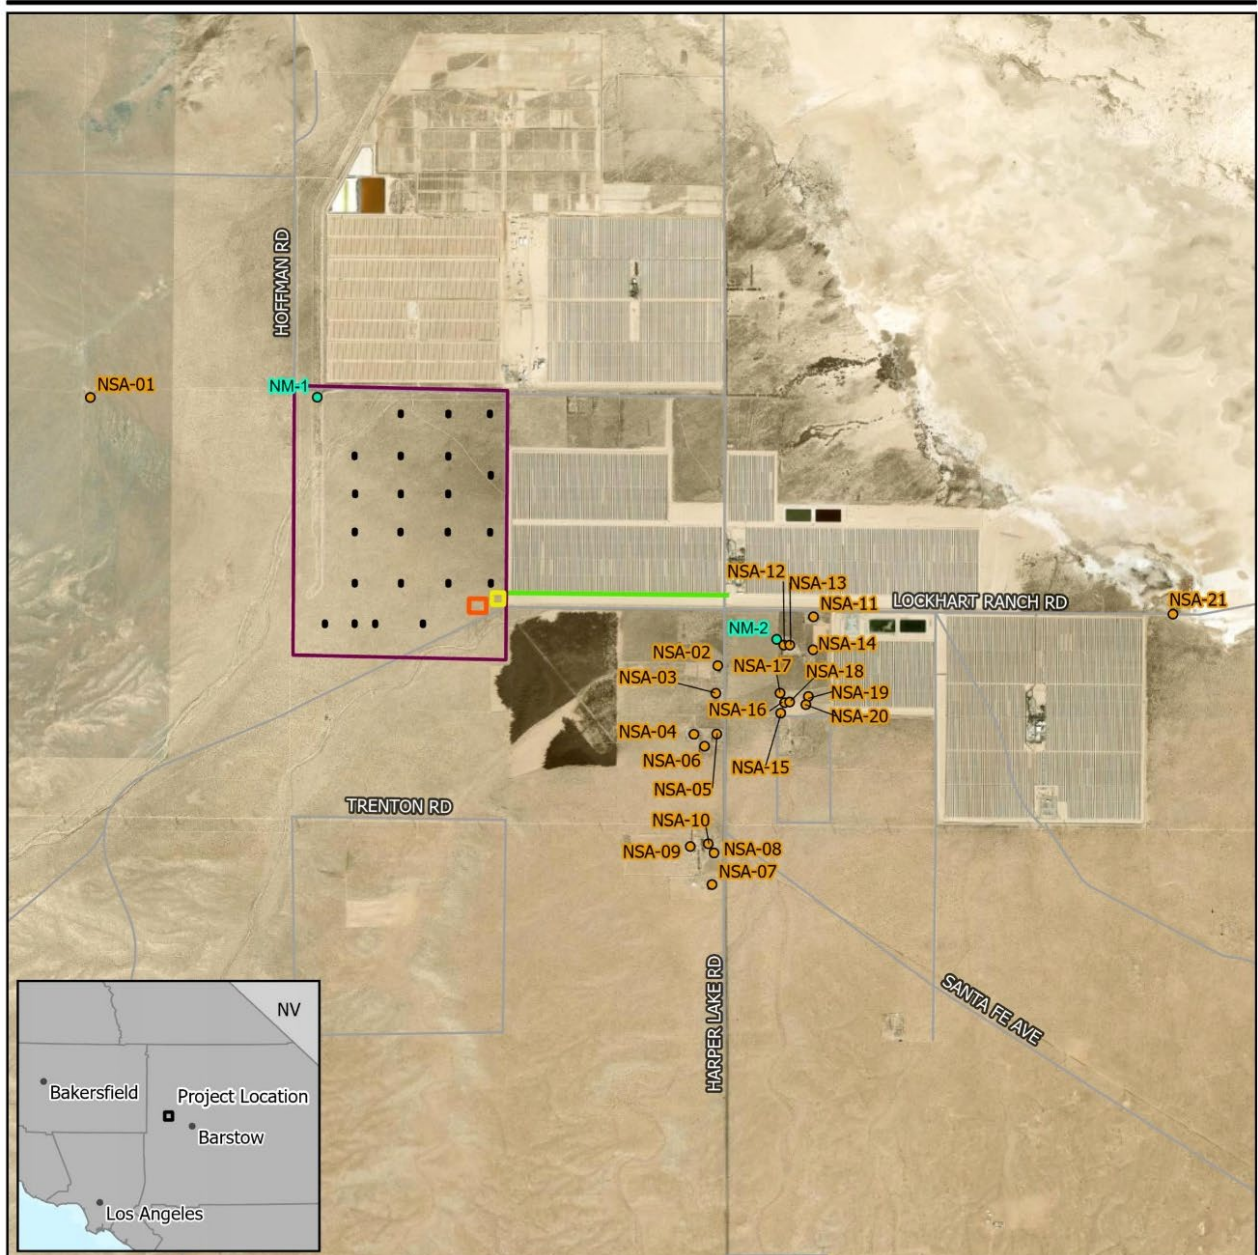 HOFFMAN RD
NSA-01
NM-1
NSA-12
NSA-13
NSA-11
LOCKHART RANCH RD
NSA-21
NM-2
NSA-14
NSA-02
NSA-17
NSA-18
NSA-03
NSA-19
NSA-16
NSA-20
NSA-04
NSA-06
NSA-15
NSA-05
TRENTON RD
NSA-10
NSA-09
NSA-08
NSA-07
HARPER LAKE RD
SANTA FE AVE
NV
Bakersfield
Project Location
Barstow
Los Angeles